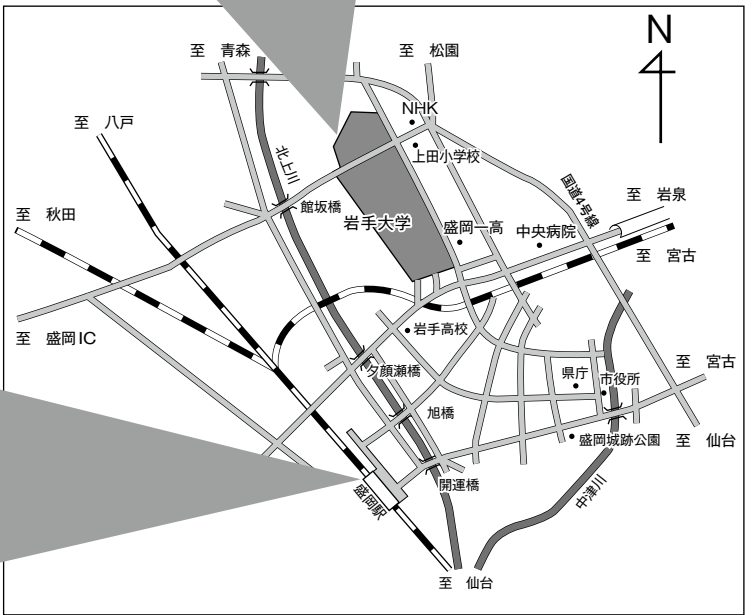 N
至 青森
至 松園
NHK
至 八戸
上田小学校
北上川
国道4号線
至 岩泉
館坂橋
至 秋田
岩手大学
盛岡一高
中央病院
至 宮古
岩手高校
至 盛岡IC
夕顔瀬橋
県庁
市役所
至 宮古
旭橋
盛岡城跡公園
至 仙台
開運橋
盛岡駅
中津川
至 仙台